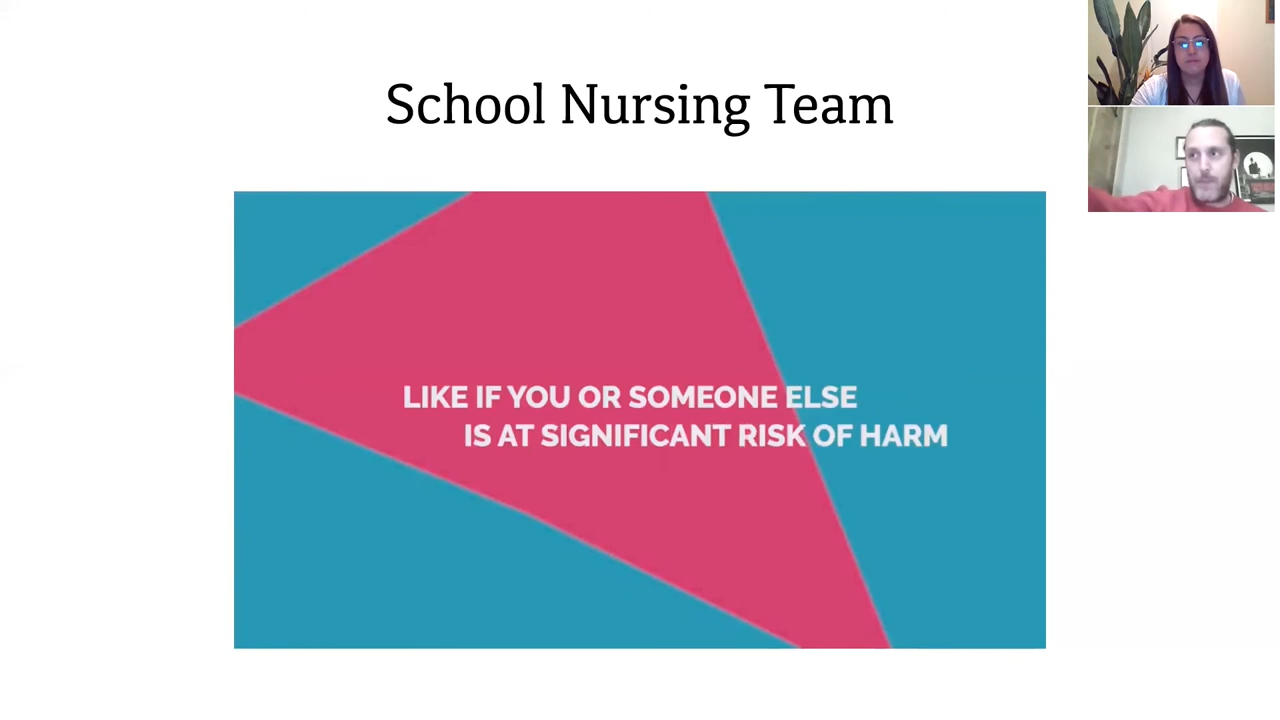 School Nursing Team
LIKE IF YOU OR SOMEONE ELSE
IS AT SIGNIFICANT RISK OF HARM